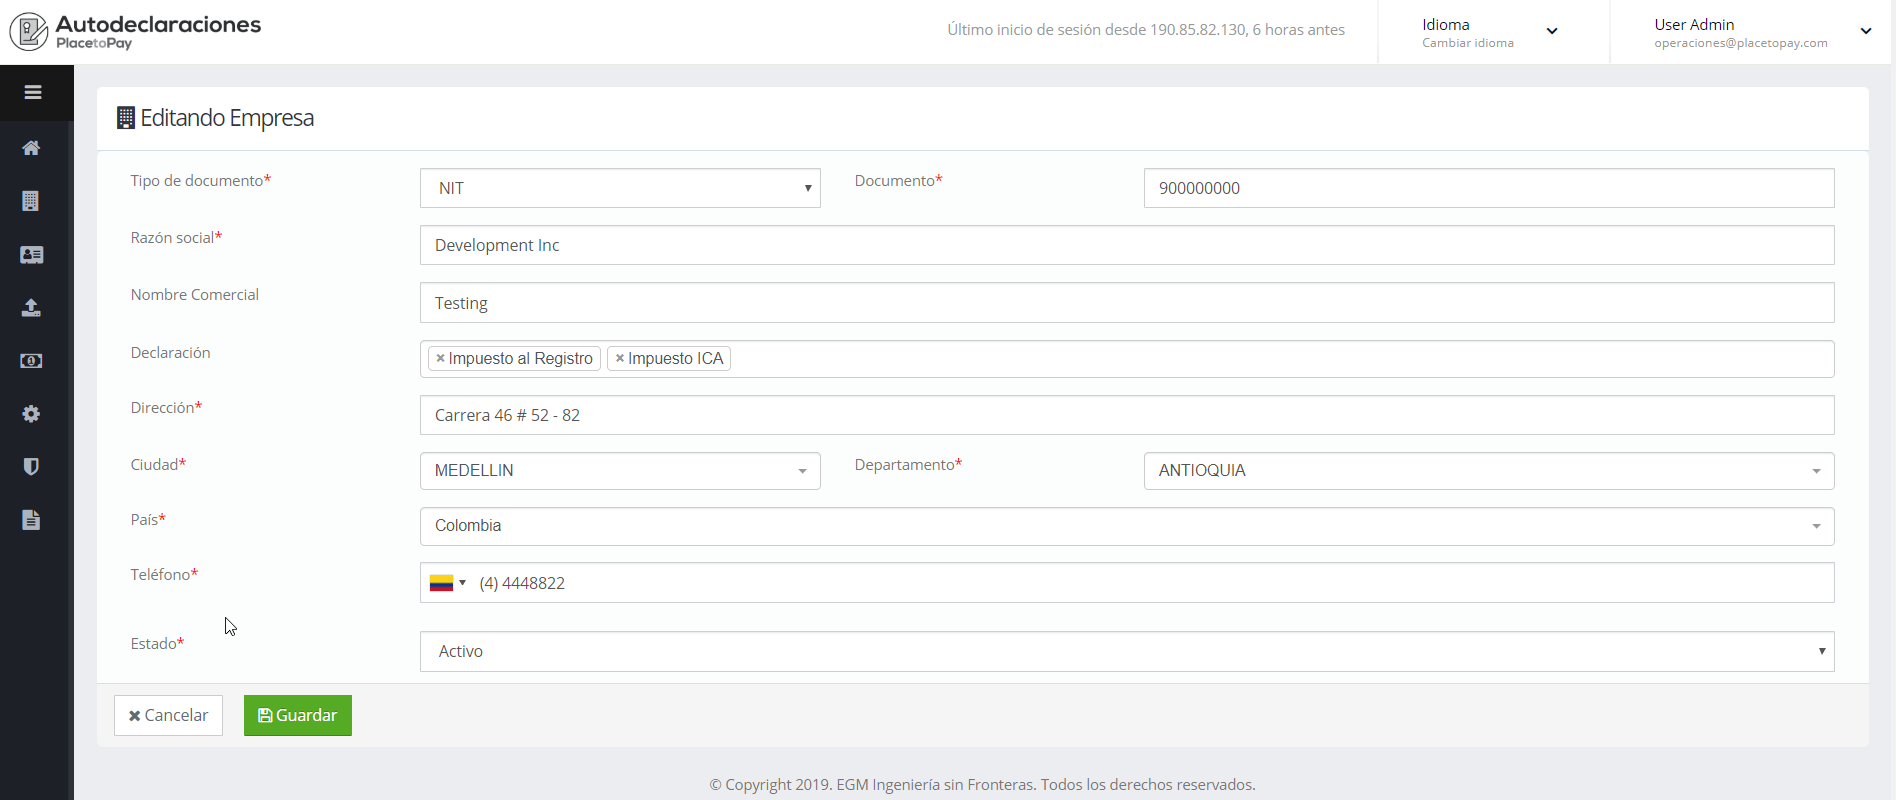 Autodeclaraciones
PlacetoPay
Último inicio de sesión desde 190.85.82.130, 6 horas antes
Idioma
Cambiar idioma
User Admin
operaciones@placetopay.com
Editando Empresa
Tipo de documento*
NIT
Documento*
900000000
Razón social*
Development Inc
Nombre Comercial
Testing
Declaración
× Impuesto al Registro × Impuesto ICA
Dirección*
Carrera 46 # 52 - 82
Ciudad*
MEDELLIN
Departamento*
ANTIOQUIA
País*
Colombia
Teléfono*
(4) 4448822
Estado*
Activo
Cancelar
Guardar
© Copyright 2019. EGM Ingeniería sin Fronteras. Todos los derechos reservados.